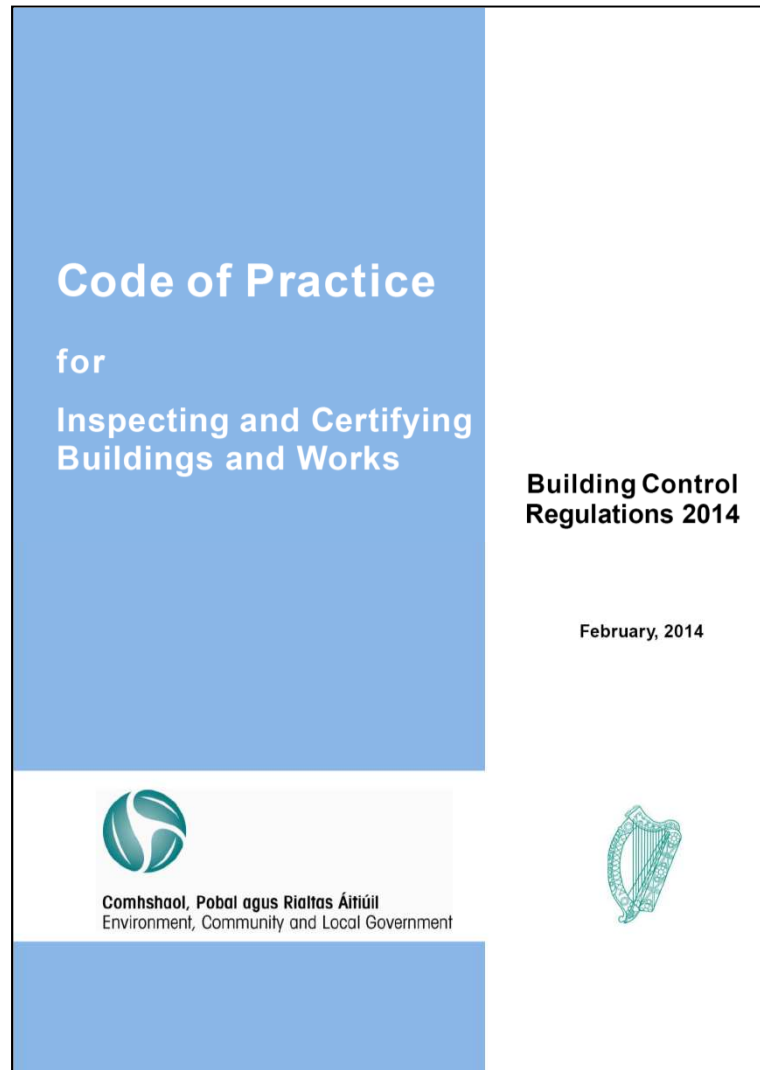 Code of Practice
for
Inspecting and Certifying
Buildings and Works
Building Control
Regulations 2014
February, 2014
Comhshaol, Pobal agus Rialtas Áitiúil
Environment, Community and Local Government